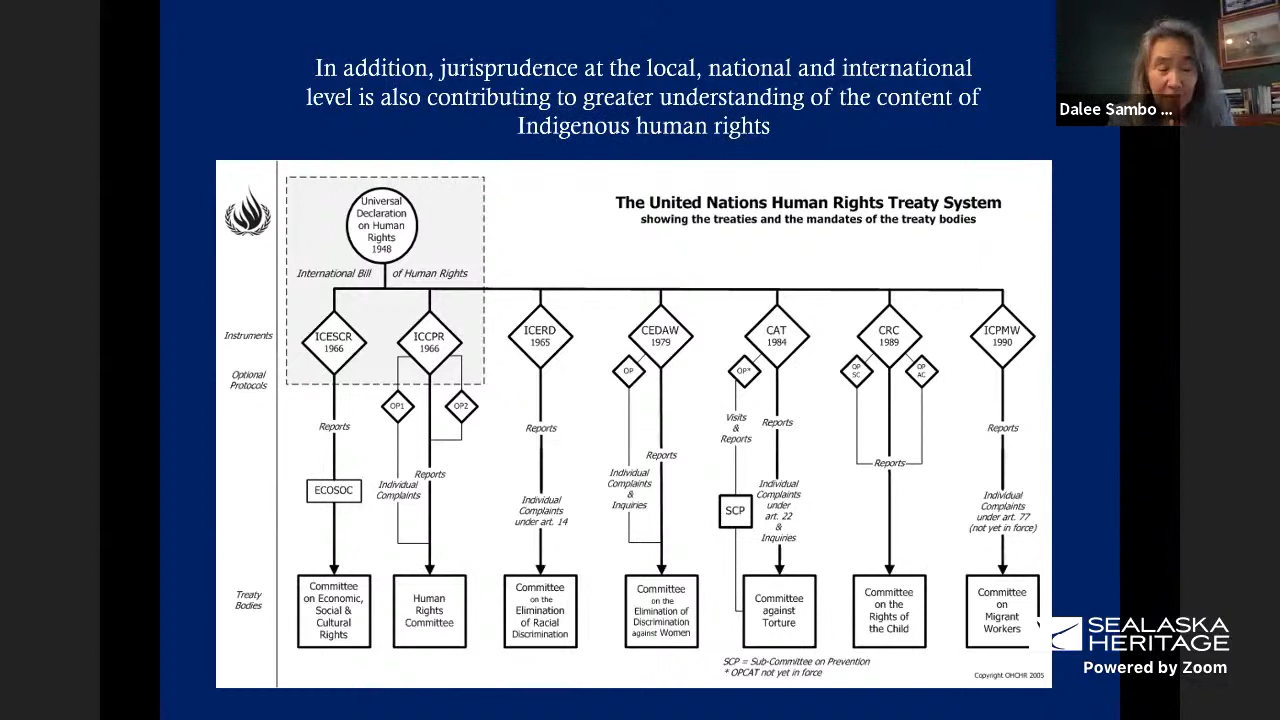 In addition, jurisprudence at the local, national and international
level is also contributing to greater understanding of the content of
Indigenous human rights
Dalee Sambo ...
The United Nations Human Rights Treaty System
showing the treaties and the mandates of the treaty bodies
Universal
Declaration
on Human
Rights
1948
International Bill of Human Rights
Instruments
ICESCR
1966
ICCPR
1966
ICERD
1965
CEDAW
1979
CAT
1984
CRC
1989
ICPMW
1990
Optional
Protocols
OP1
OP2
OP
OP*
OP
SC
OP
AC
Reports
ECOSOC
Individual
Complaints
Reports
Reports
Individual
Complaints
under art. 14
Reports
Individual
Complaints
&
Inquiries
Visits
&
Reports
SCP
Reports
Individual
Complaints
under
art. 22
&
Inquiries
Reports
Reports
Individual
Complaints
under art. 77
(not yet in force)
Treaty
Bodies
Committee
on Economic,
Social &
Cultural
Rights
Human
Rights
Committee
Committee
on the
Elimination
of Racial
Discrimination
Committee
on the
Elimination of
Discrimination
against Women
Committee
against
Torture
Committee
on the
Rights of
the Child
Committee
on
Migrant
Workers
SCP = Sub-Committee on Prevention
* OPCAT not yet in force
Copyright OHCHR 2005
SEALASKA
HERITAGE
Powered by Zoom